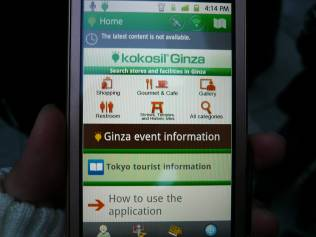 4:14 PM
Home
The latest content is not available.
kokosil Ginza
Search stores and facilities in Ginza
Shopping
Gourmet & Cafe
Gallery
Restroom
Shrines, Temples, and Historic Sites
All categories
Ginza event information
Tokyo tourist information
How to use the
application